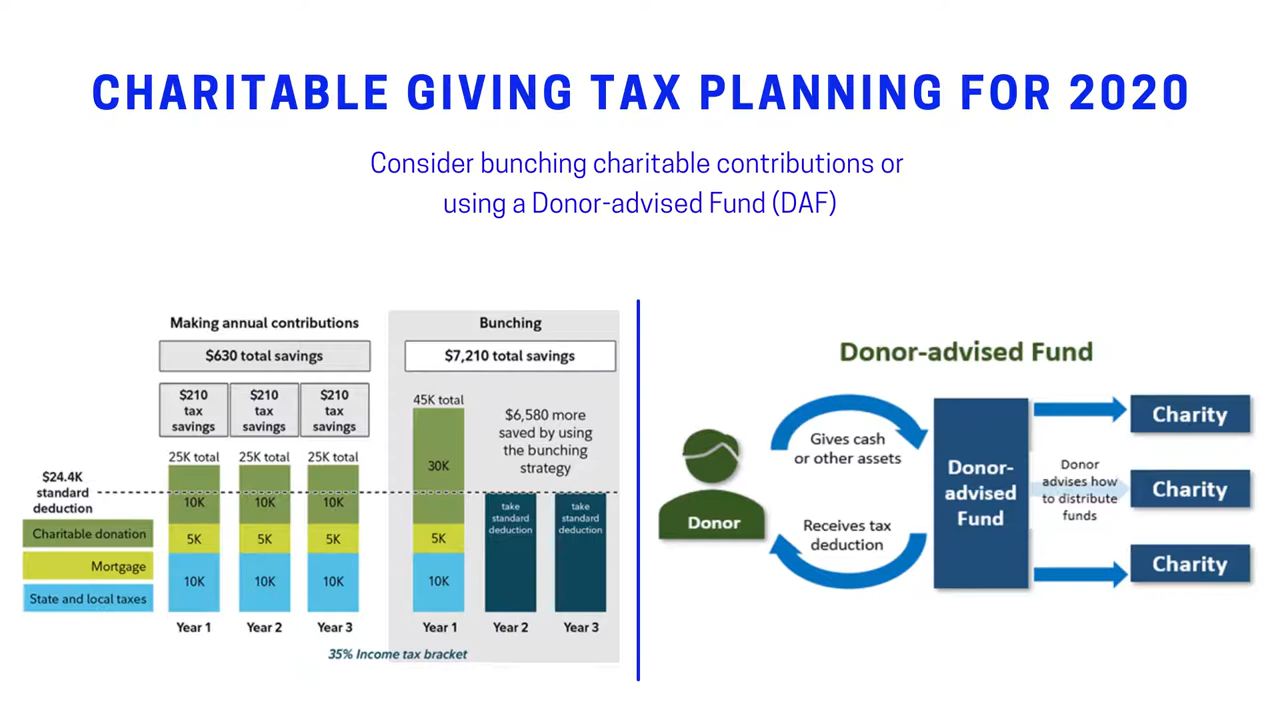 CHARITABLE GIVING TAX PLANNING FOR 2020
Consider bunching charitable contributions or
using a Donor-advised Fund (DAF)
Making annual contributions
$630 total savings
$210
tax
savings
$210
tax
savings
$210
tax
savings
25K total
25K total
25K total
$24.4K
standard
deduction
Charitable donation
Mortgage
State and local taxes
10K
10K
10K
5K
5K
5K
10K
10K
10K
Year 1
Year 2
Year 3
Bunching
$7,210 total savings
45K total
$6,580 more
saved by using
the bunching
strategy
30K
5K
10K
take
standard
deduction
take
standard
deduction
Year 1
Year 2
Year 3
35% Income tax bracket
Donor-advised Fund
Donor
Gives cash
or other assets
Receives tax
deduction
Donor-
advised
Fund
Donor
advises how
to distribute
funds
Charity
Charity
Charity